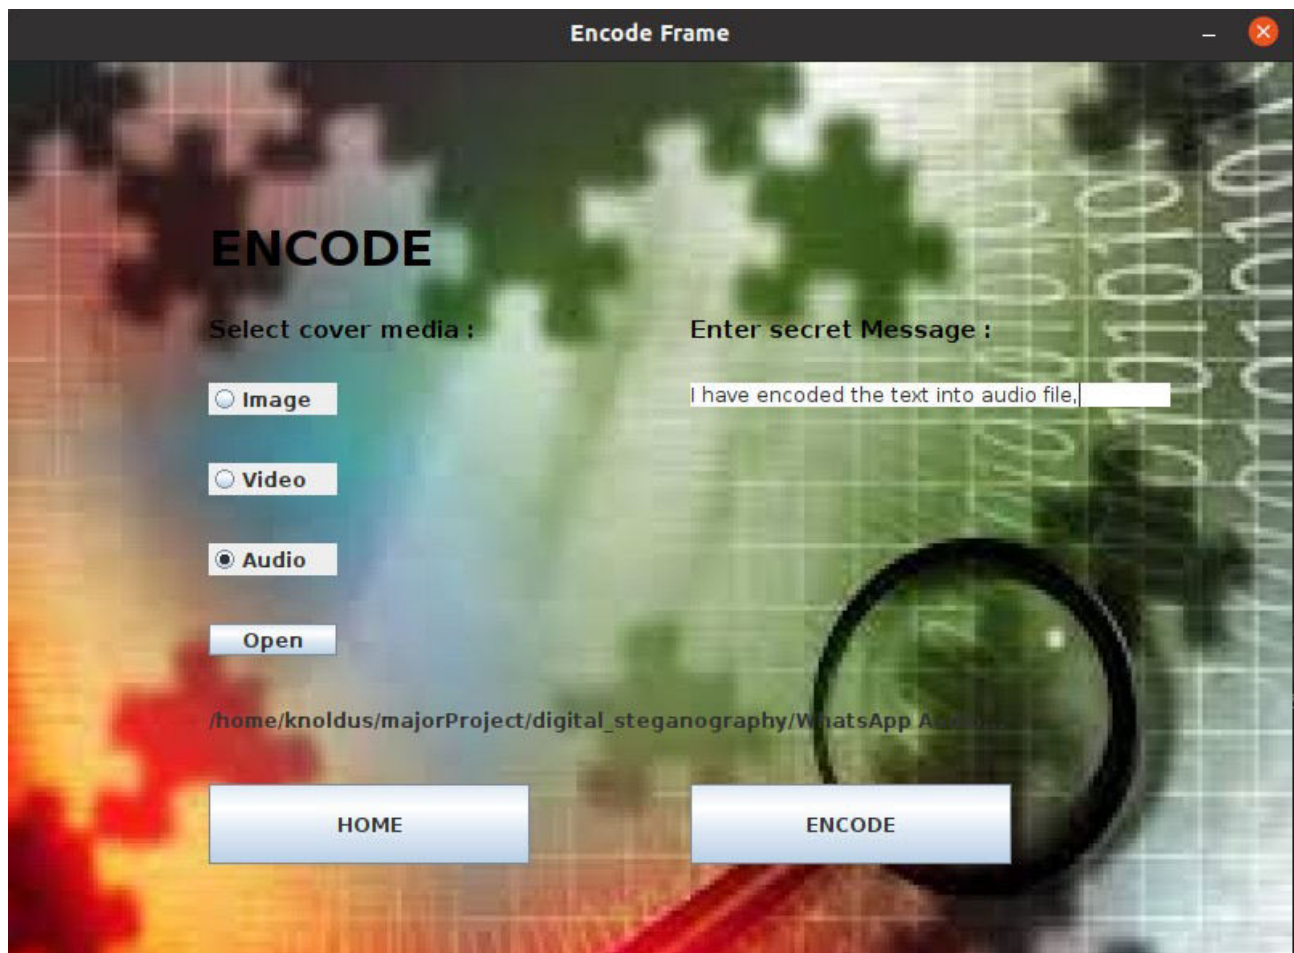 Encode Frame
ENCODE
Select cover media :
Enter secret Message :
Image
I have encoded the text into audio file,
Video
Audio
Open
/home/knoldus/majorProject/digital_steganography/WhatsApp
HOME
ENCODE